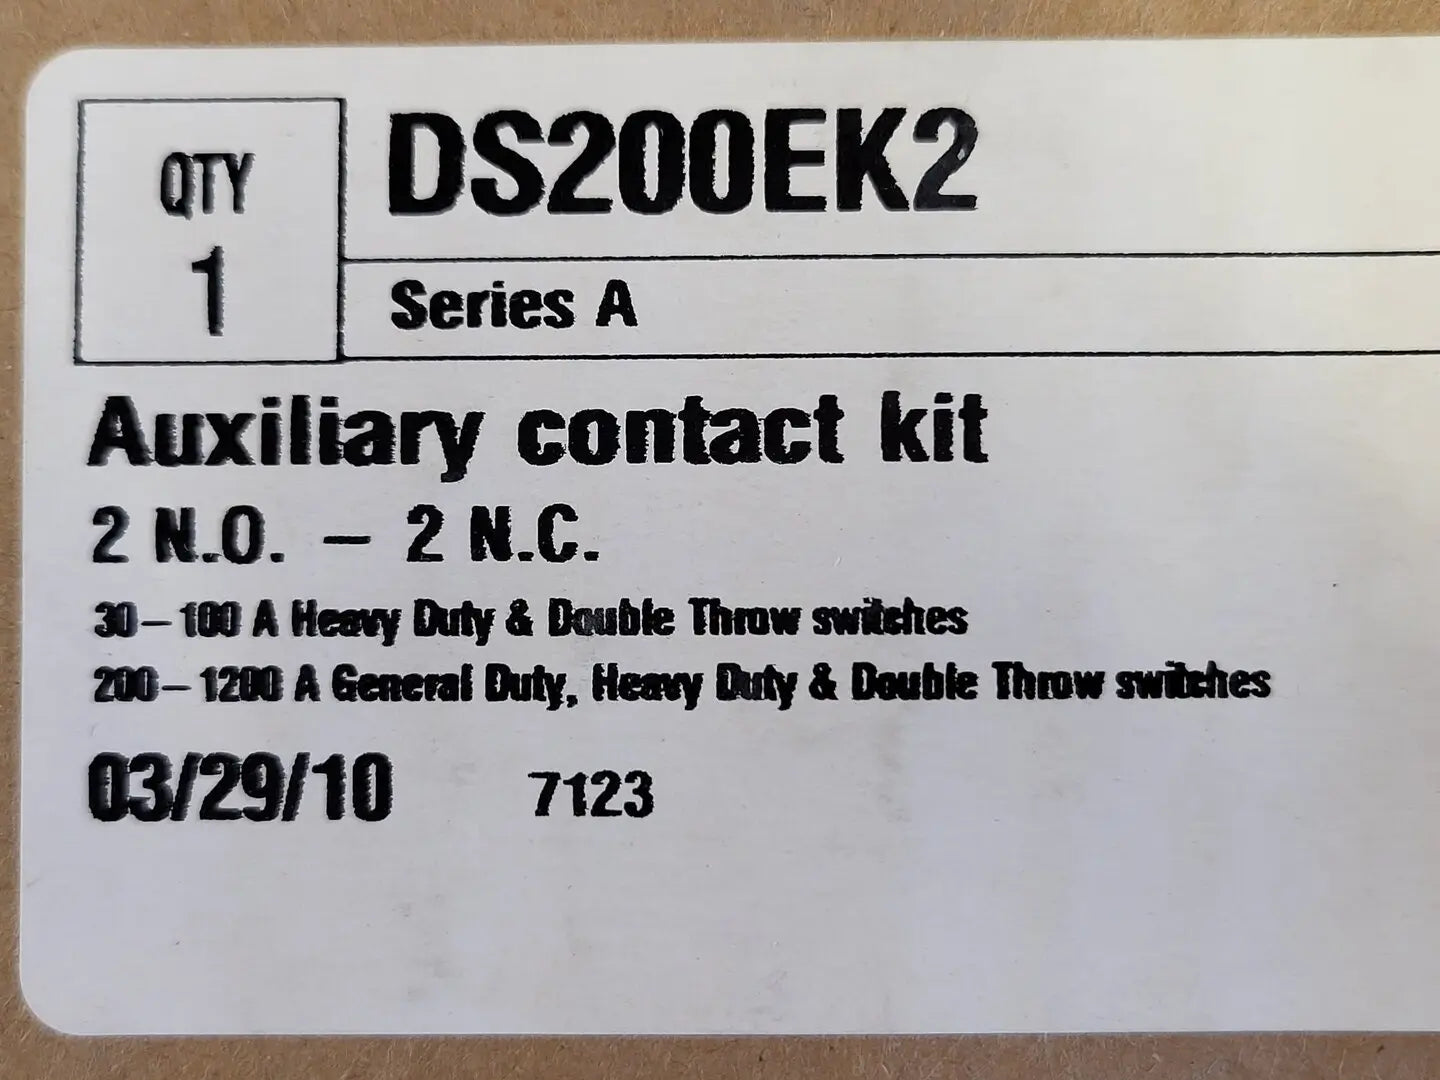 QTY
1
DS200EK2
Series A
Auxiliary contact kit
2 N.O. – 2 N.C.
30 – 100 A Heavy Duty & Double Throw switches
200 – 1200 A General Duty, Heavy Duty & Double Throw switches
03/29/10 7123